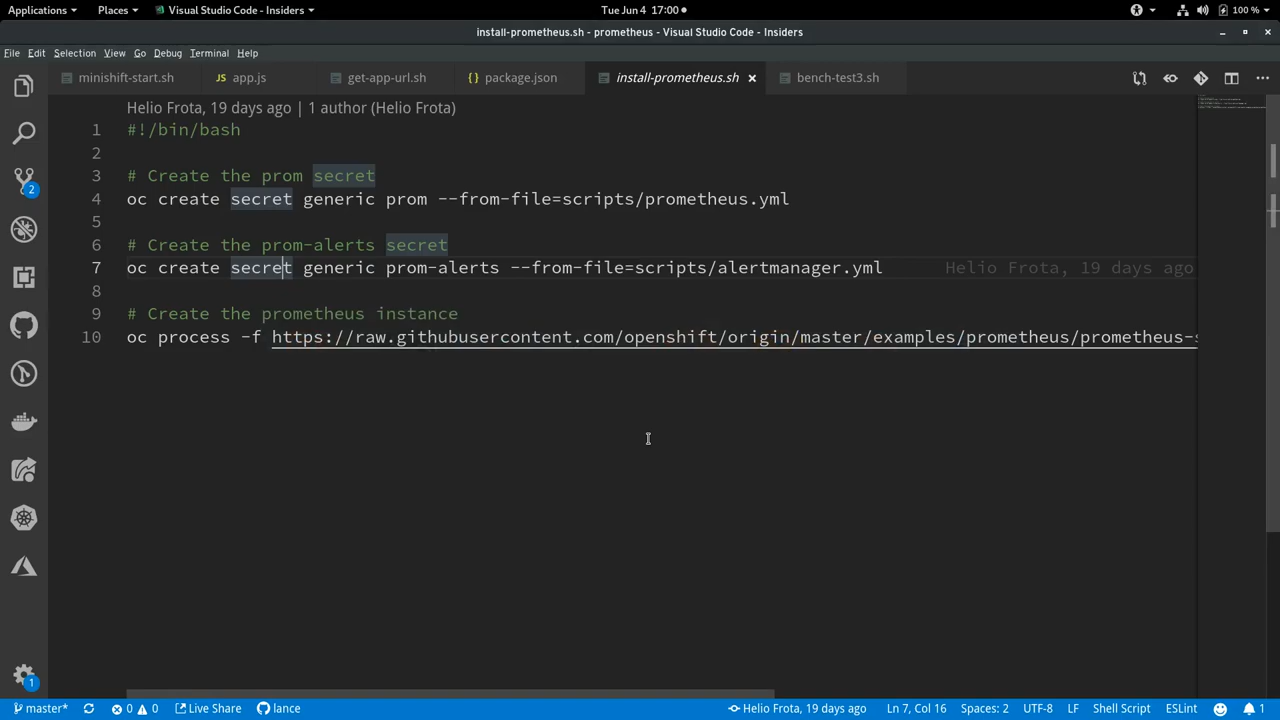 Applications Places Visual Studio Code - Insiders Tue Jun 4 17:00 100 %
install-prometheus.sh - prometheus - Visual Studio Code - Insiders
File Edit Selection View Go Debug Terminal Help
minishift-start.sh app.js get-app-url.sh { } package.json install-prometheus.sh bench-test3.sh
Helio Frota, 19 days ago | 1 author (Helio Frota)
1 #!/bin/bash
2
3 # Create the prom secret
4 oc create secret generic prom --from-file=scripts/prometheus.yml
5
6 # Create the prom-alerts secret
7 oc create secret generic prom-alerts --from-file=scripts/alertmanager.yml Helio Frota, 19 days ago
8
9 # Create the prometheus instance
10 oc process -f https://raw.githubusercontent.com/openshift/origin/master/examples/prometheus/prometheus-s
2
1
master* 0 0 Live Share lance Helio Frota, 19 days ago Ln 7, Col 16 Spaces: 2 UTF-8 LF Shell Script ESLint 1